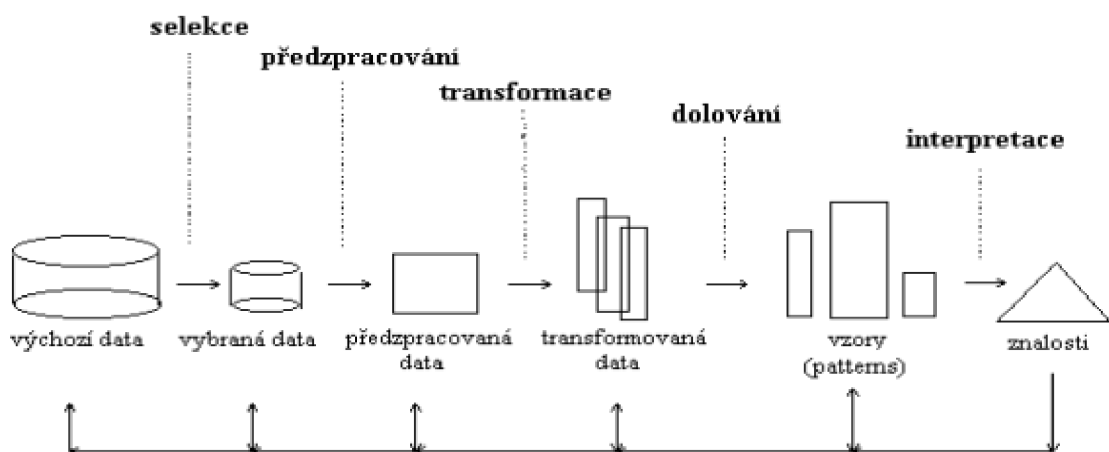 selekce
předzpracování
transformace
dolování
interpretace
výchozí data
vybraná data
předzpracovaná
data
transformovaná
data
vzory
(patterns)
znalosti